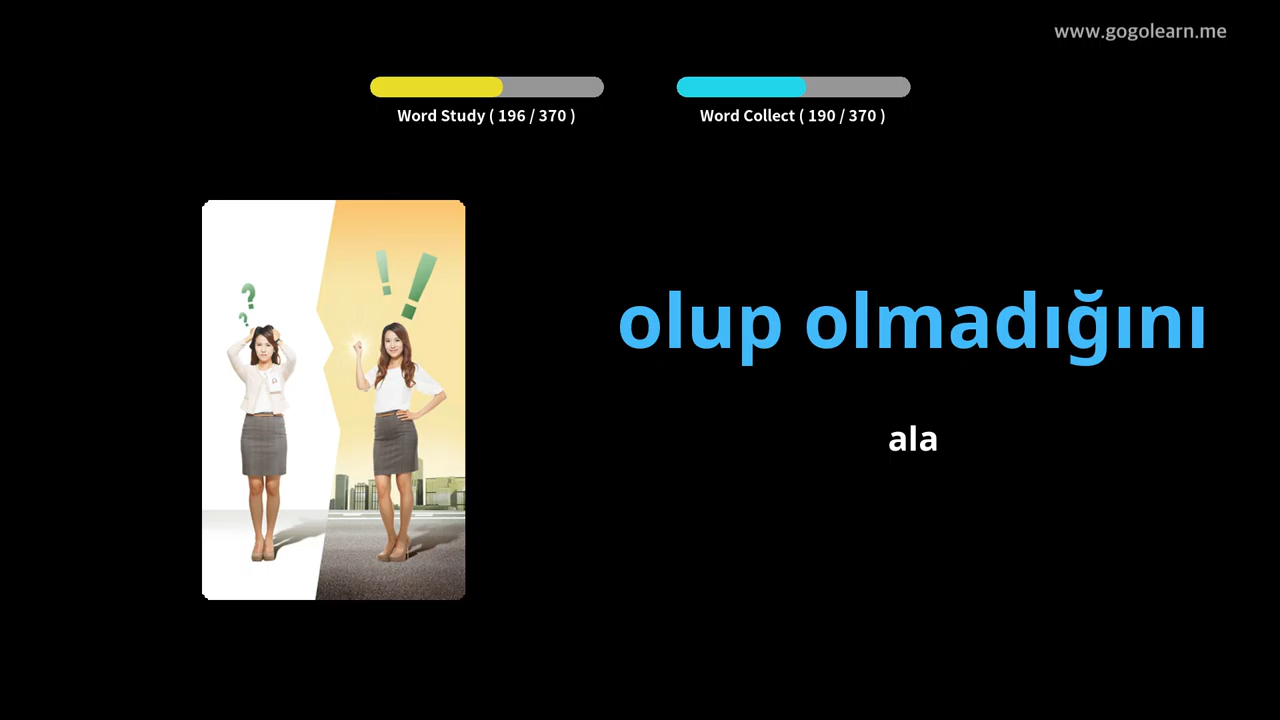 www.gogolearn.me
Word Study ( 196 / 370 )
Word Collect ( 190 / 370 )
? ?
! !
olup olmadığını
ala